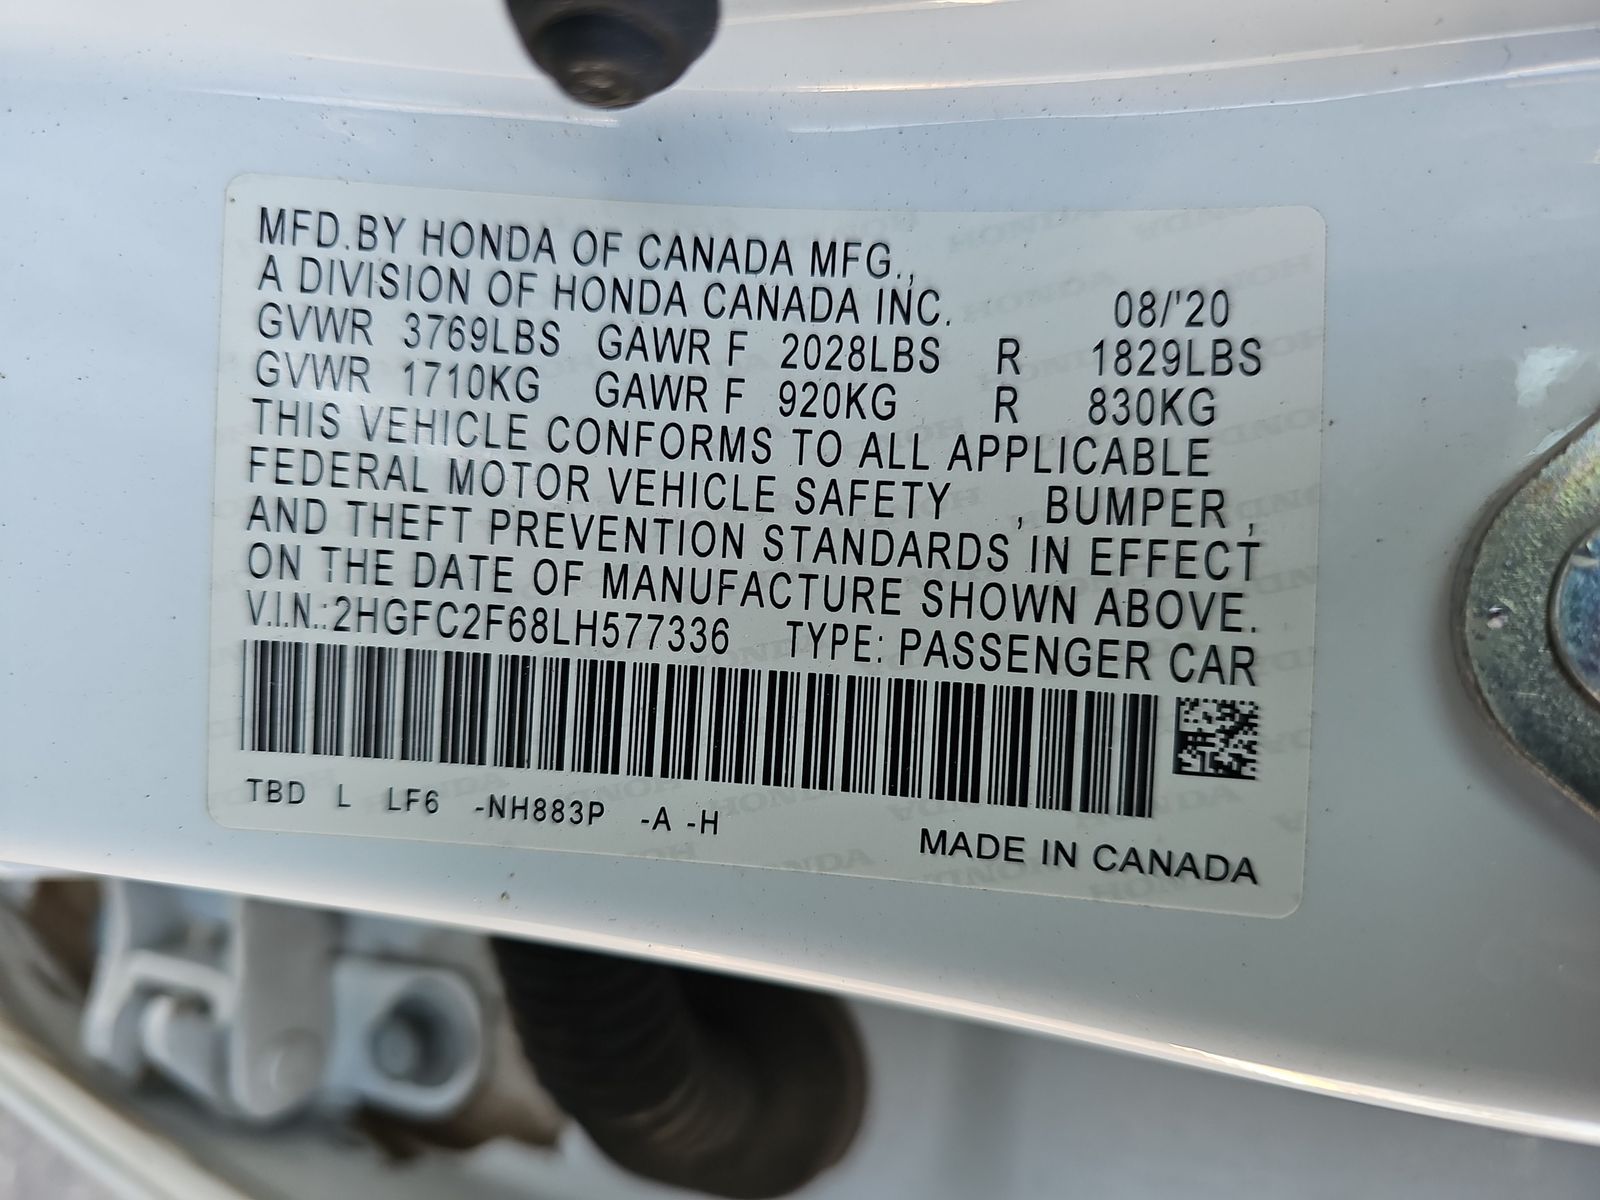 MFD.BY HONDA OF CANADA MFG.,
A DIVISION OF HONDA CANADA INC. 08/'20
GVWR 3769LBS GAWR F 2028LBS R 1829LBS
GVWR 1710KG GAWR F 920KG R 830KG
THIS VEHICLE CONFORMS TO ALL APPLICABLE
FEDERAL MOTOR VEHICLE SAFETY , BUMPER ,
AND THEFT PREVENTION STANDARDS IN EFFECT
ON THE DATE OF MANUFACTURE SHOWN ABOVE.
V.I.N.:2HGFC2F68LH577336 TYPE: PASSENGER CAR
TBD L LF6 -NH883P -A -H
MADE IN CANADA